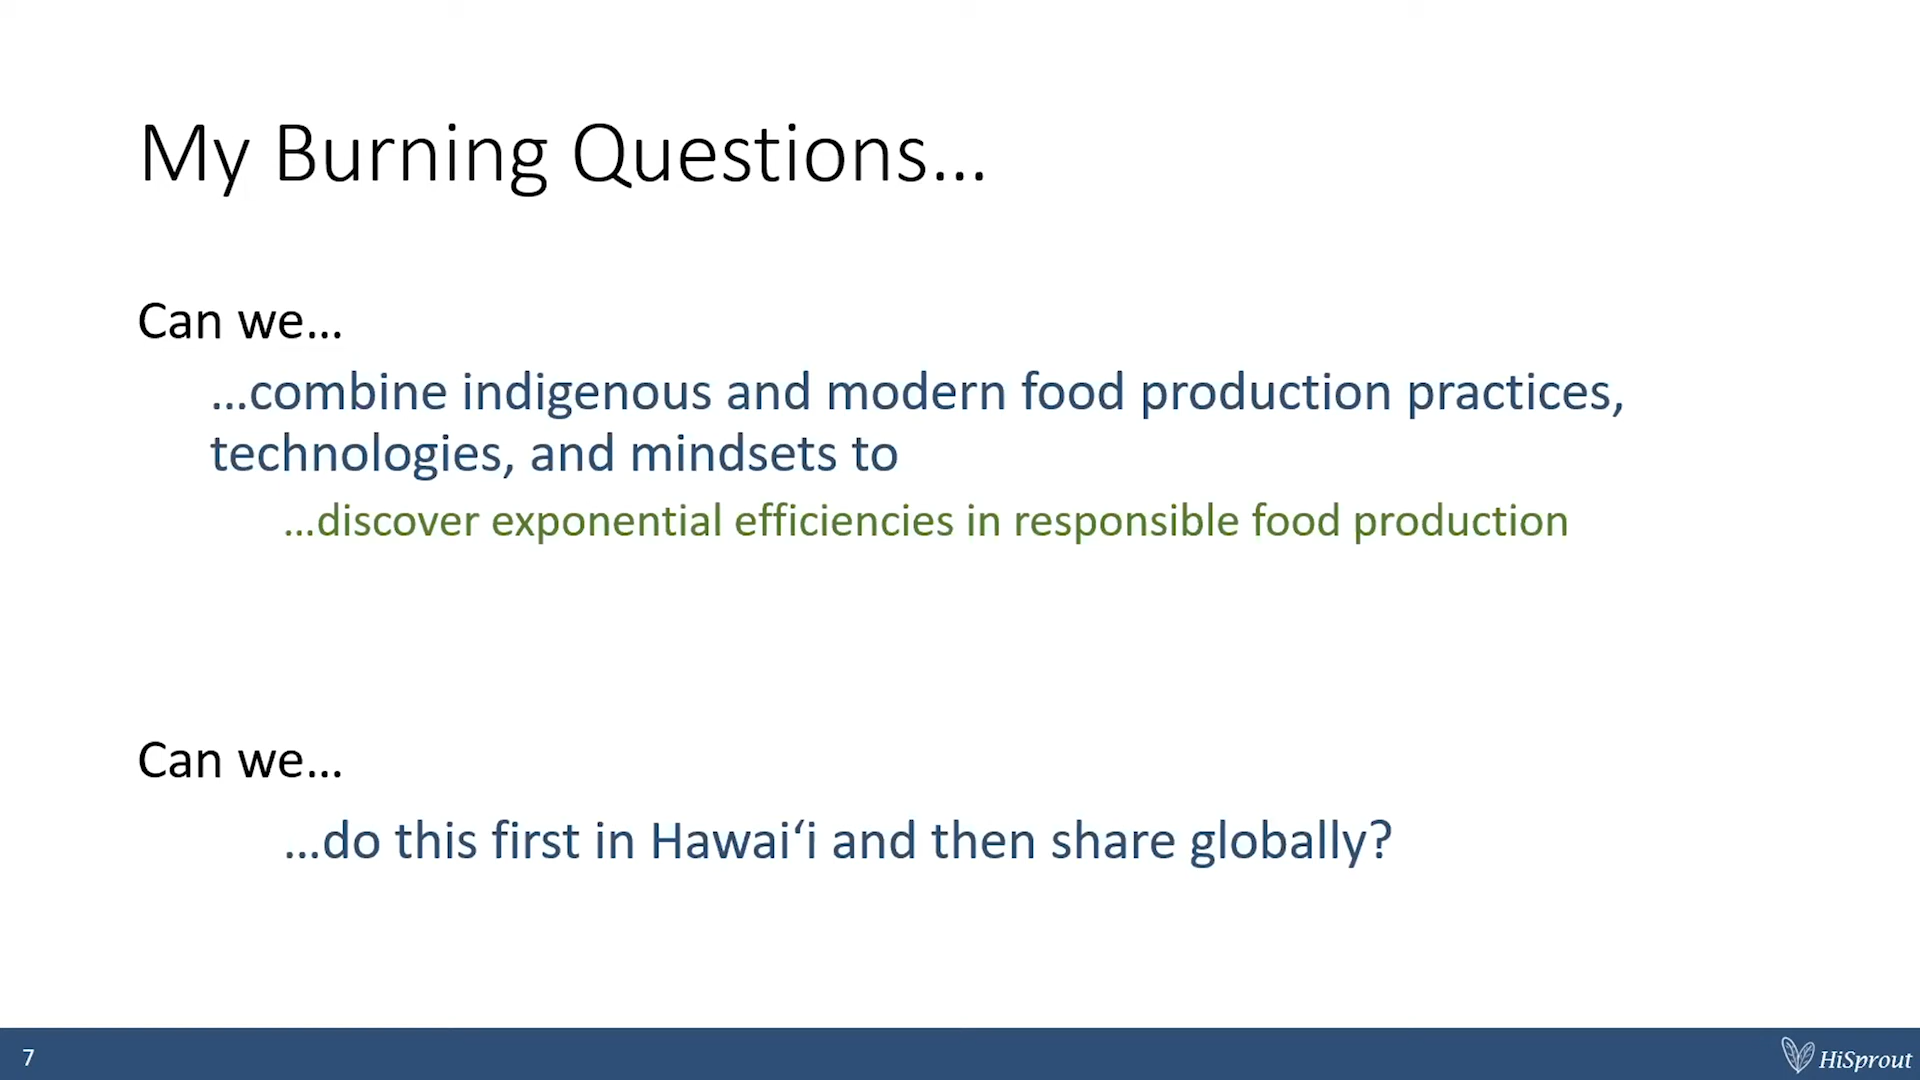 My Burning Questions...
Can we...
...combine indigenous and modern food production practices,
technologies, and mindsets to
...discover exponential efficiencies in responsible food production
Can we...
...do this first in Hawaiʻi and then share globally?
7
HiSprout